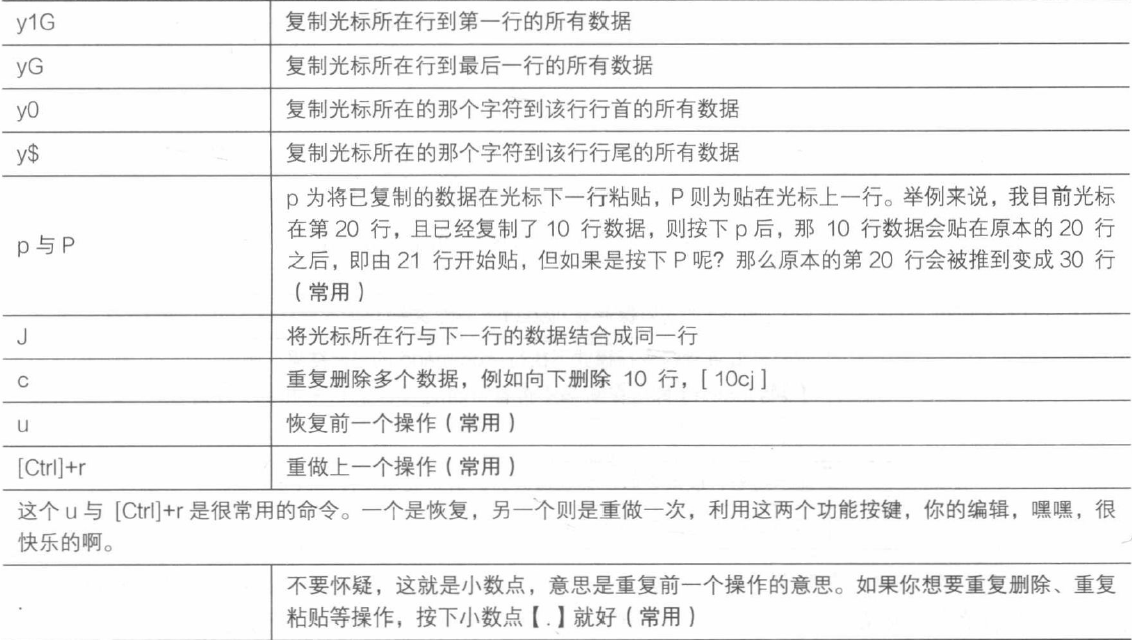 y1G 复制光标所在行到第一行的所有数据
yG 复制光标所在行到最后一行的所有数据
y0 复制光标所在的那个字符到该行行首的所有数据
y$ 复制光标所在的那个字符到该行行尾的所有数据
p 与 P
p 为将已复制的数据在光标下一行粘贴，P 则为贴在光标上一行。举例来说，我目前光标
在第 20 行，且已经复制了 10 行数据，则按下 p 后，那 10 行数据会贴在原本的 20 行
之后，即由 21 行开始贴，但如果是按下 P 呢？那么原本的第 20 行会被推到变成 30 行
（常用）
J 将光标所在行与下一行的数据结合成同一行
c 重复删除多个数据，例如向下删除 10 行，[ 10cj ]
u 恢复前一个操作（常用）
[Ctrl]+r 重做上一个操作（常用）
这个 u 与 [Ctrl]+r 是很常用的命令。一个是恢复，另一个则是重做一次，利用这两个功能按键，你的编辑，嘿嘿，很
快乐的啊。
.
不要怀疑，这就是小数点，意思是重复前一个操作的意思。如果你想要重复删除、重复
粘贴等操作，按下小数点【.】就好（常用）